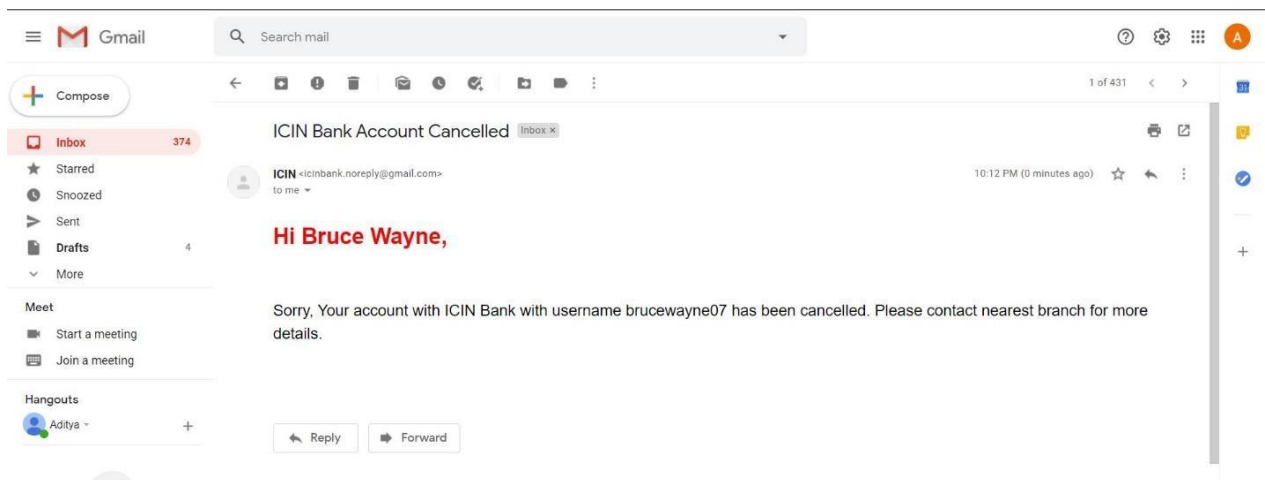 Gmail
Search mail
A
Compose
1 of 431
31
ICIN Bank Account Cancelled Inbox x
Inbox 374
Starred
Snoozed
Sent
Drafts 4
More
ICIN <icinbank.noreply@gmail.com>
to me
10:12 PM (0 minutes ago)
Hi Bruce Wayne,
Sorry, Your account with ICIN Bank with username brucewayne07 has been cancelled. Please contact nearest branch for more
details.
Meet
Start a meeting
Join a meeting
Hangouts
Aditya
Reply
Forward